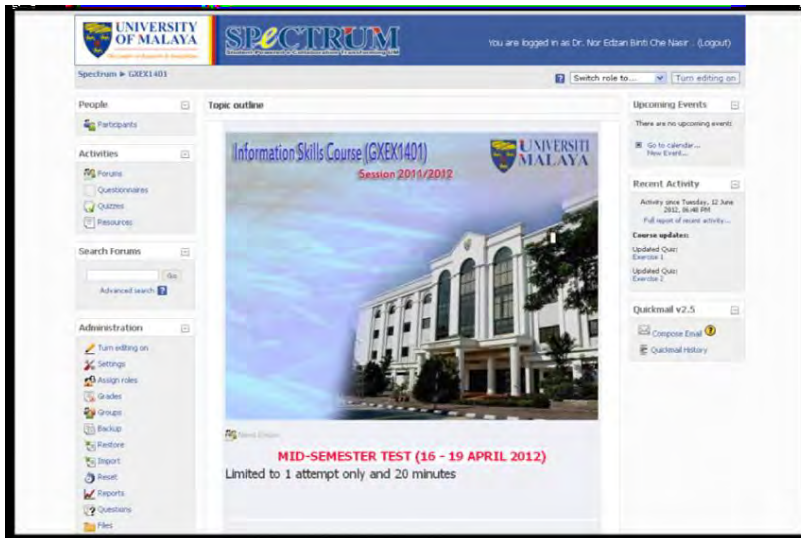 UNIVERSITY
OF MALAYA
SPeCTRUM
You are logged in as Dr. Nor Edzan Binti Che Nasir . (Logout)
Spectrum ► GXEX1401
Switch role to...
Turn editing on
People
Participants
Activities
Forums
Questionnaires
Quizzes
Resources
Search Forums
Go
Advanced search
Administration
Turn editing on
Settings
Assign roles
Grades
Groups
Backup
Restore
Import
Reset
Reports
Questions
Files
Topic outline
Information Skills Course (GXEX1401)
Session 2011/2012
UNIVERSITI
MALAYA
MID-SEMESTER TEST (16 - 19 APRIL 2012)
Limited to 1 attempt only and 20 minutes
Upcoming Events
There are no upcoming events
Go to calendar...
New Event...
Recent Activity
Activity since Tuesday, 12 June
2012, 06:48 PM
Full report of recent activity...
Course updates:
Updated Quiz:
Exercise 1
Updated Quiz:
Exercise 2
Quickmail v2.5
Compose Email
Quickmail History